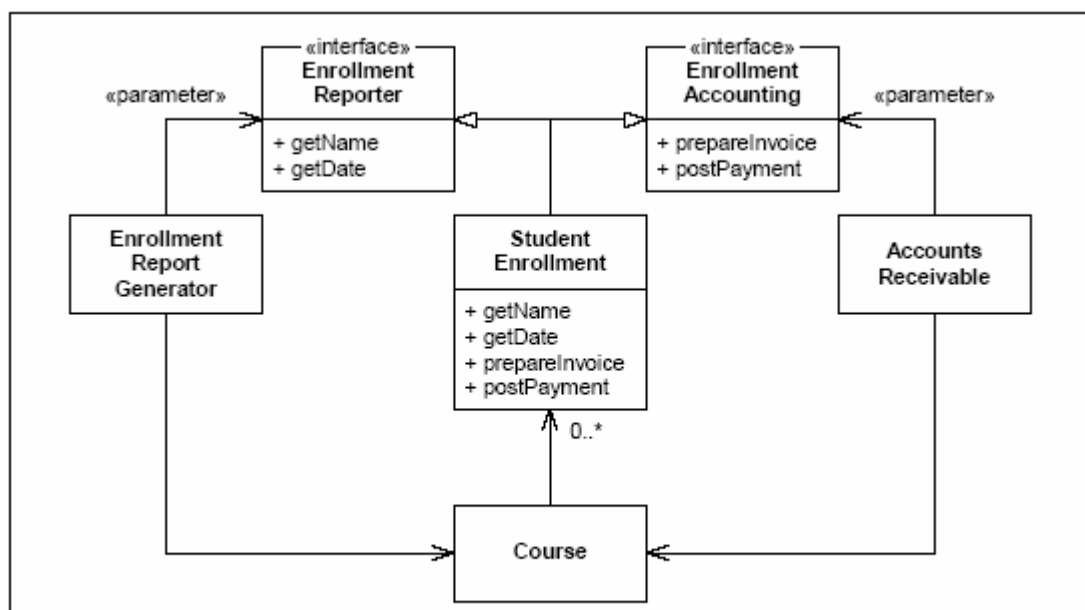 «interface»
Enrollment
Reporter
+ getName
+ getDate
«interface»
Enrollment
Accounting
+ prepareInvoice
+ postPayment
«parameter»
«parameter»
Enrollment
Report
Generator
Student
Enrollment
+ getName
+ getDate
+ prepareInvoice
+ postPayment
Accounts
Receivable
0..*
Course